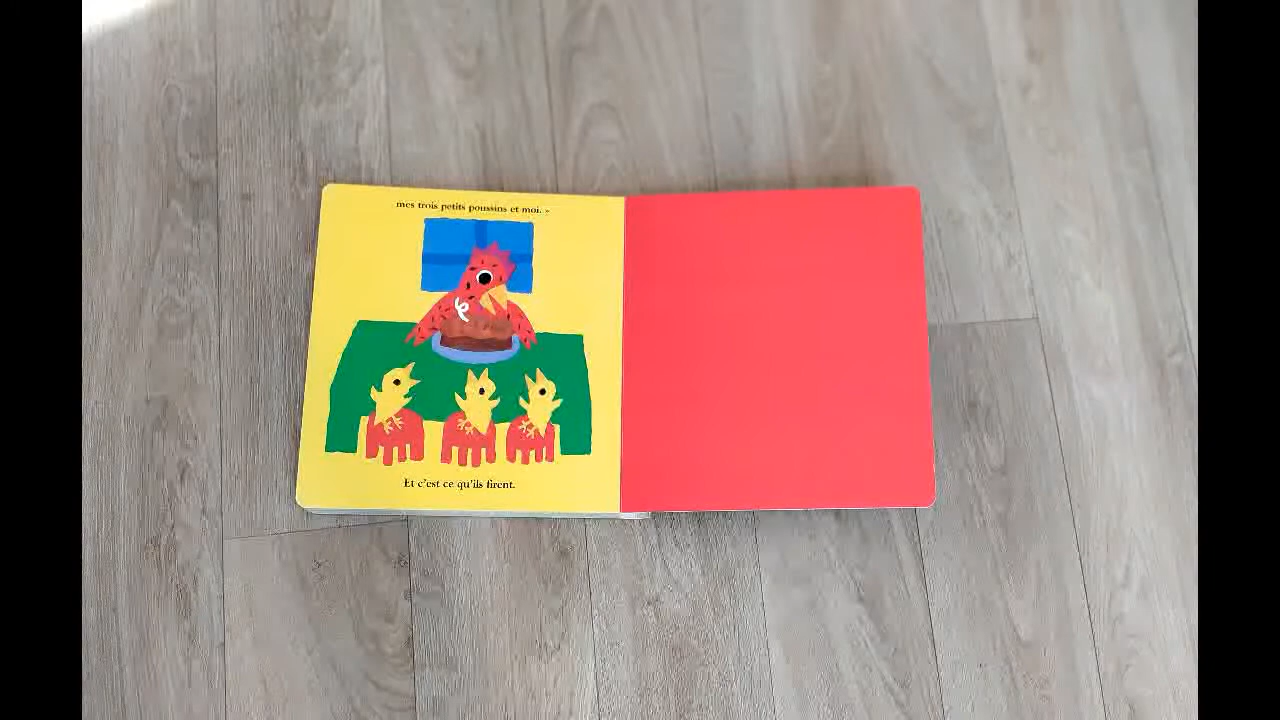 mes trois petits poussins et moi. »
Et c'est ce qu'ils firent.